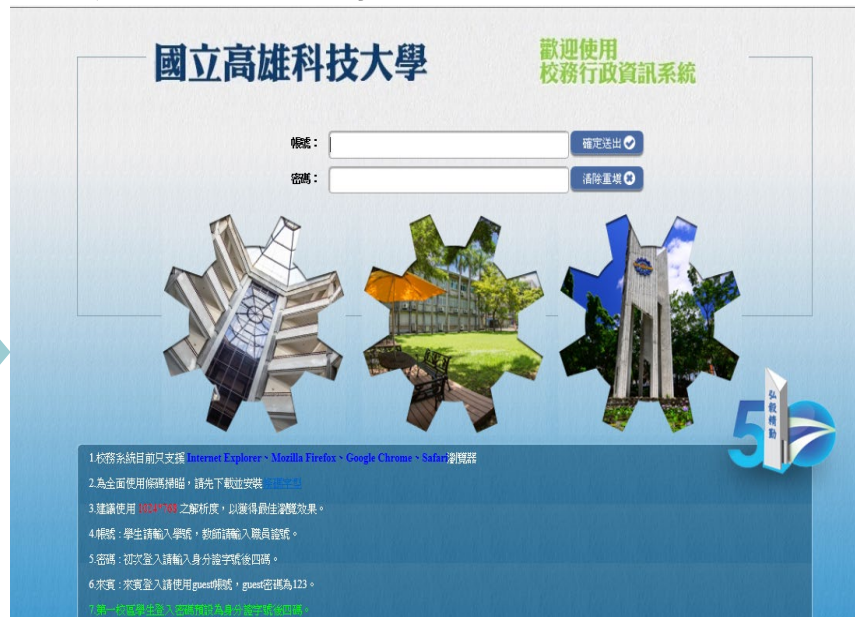 國立高雄科技大學
歡迎使用
校務行政資訊系統
帳號：
確定送出
密碼：
清除重填
弘毅精勤
50
1.校務系統目前只支援 Internet Explorer、Mozilla Firefox、Google Chrome、Safari瀏覽器
2.為全面使用條碼掃瞄，請先下載並安裝條碼字型
3.建議使用 1024*768 之解析度，以獲得最佳瀏覽效果。
4.帳號：學生請輸入學號，教師請輸入職員證號。
5.密碼：初次登入請輸入身分證字號後四碼。
6.來賓：來賓登入請使用guest帳號，guest密碼為123。
7.第一校區學生登入密碼預設為身分證字號後四碼。